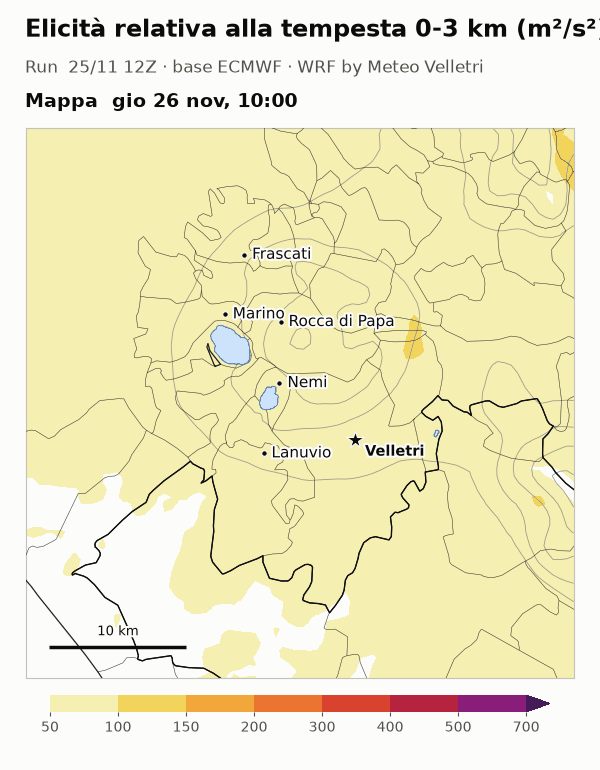 Elicità relativa alla tempesta 0-3 km (m²/s²)
Run 25/11 12Z · base ECMWF · WRF by Meteo Velletri
Mappa gio 26 nov, 10:00
Frascati
Marino
Rocca di Papa
Nemi
Velletri
Lanuvio
10 km
50 100 150 200 300 400 500 700